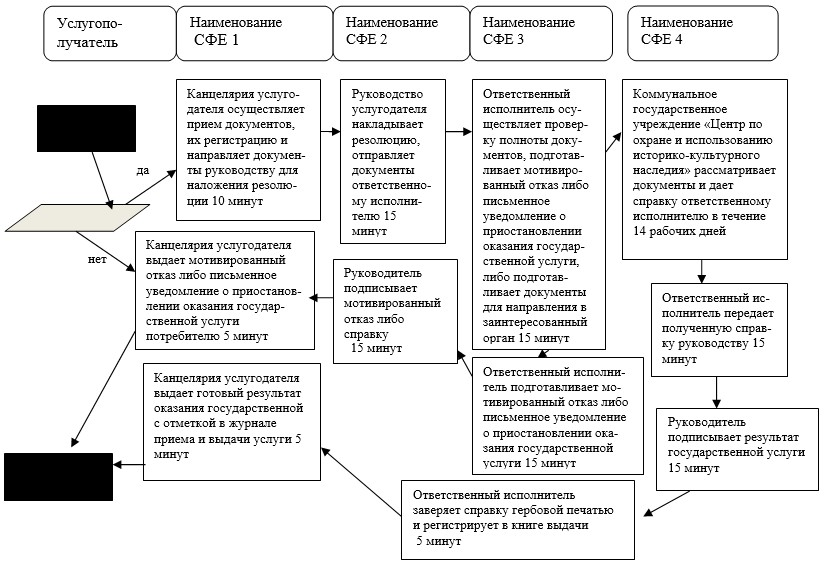 Услугопо-
лучатель
Наименование
СФЕ 1
Наименование
СФЕ 2
Наименование
СФЕ 3
Наименование
СФЕ 4
да
нет
Канцелярия услуго-
дателя осуществляет
прием документов,
их регистрацию и
направляет докумен-
ты руководству для
наложения резолю-
ции 10 минут
Руководство
услугодателя
накладывает
резолюцию,
отправляет
документы
ответственно-
му исполни-
телю 15
минут
Ответственный
исполнитель осу-
ществляет провер-
ку полноты доку-
ментов, подготав-
ливает мотивиро-
ванный отказ либо
письменное
уведомление о
приостановлении
оказания государ-
ственной услуги,
либо подготав-
ливает документы
для направления в
заинтересованный
орган 15 минут
Коммунальное
государственное
учреждение «Центр по
охране и использованию
историко-культурного
наследия» рассматривает
документы и дает
справку ответственному
исполнителю в течение
14 рабочих дней
Канцелярия услугодателя
выдает мотивированный
отказ либо письменное
уведомление о приостанов-
лении оказания государ-
ственной услуги
потребителю 5 минут
Руководитель
подписывает
мотивированный
отказ либо
справку
15 минут
Ответственный ис-
полнитель передает
полученную справ-
ку руководству 15
минут
Канцелярия услугодателя
выдает готовый результат
оказания государственной
с отметкой в журнале
приема и выдачи услуги 5
минут
Ответственный исполни-
тель подготавливает мо-
тивированный отказ либо
письменное уведомление
о приостановлении ока-
зания государственной
услуги 15 минут
Руководитель
подписывает результат
государственной услуги
15 минут
Ответственный исполнитель
заверяет справку гербовой печатью
и регистрирует в книге выдачи
5 минут